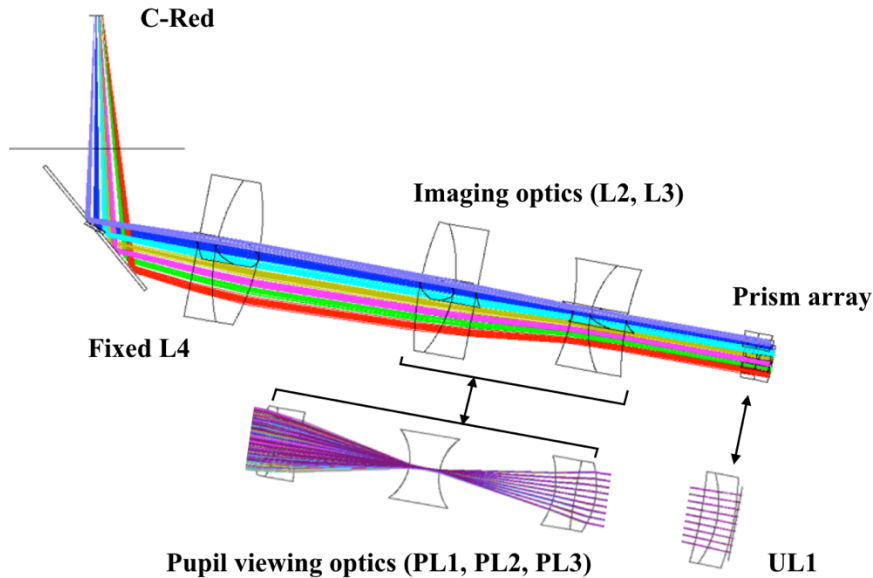 C-Red
Imaging optics (L2, L3)
Prism array
Fixed L4
Pupil viewing optics (PL1, PL2, PL3)
UL1